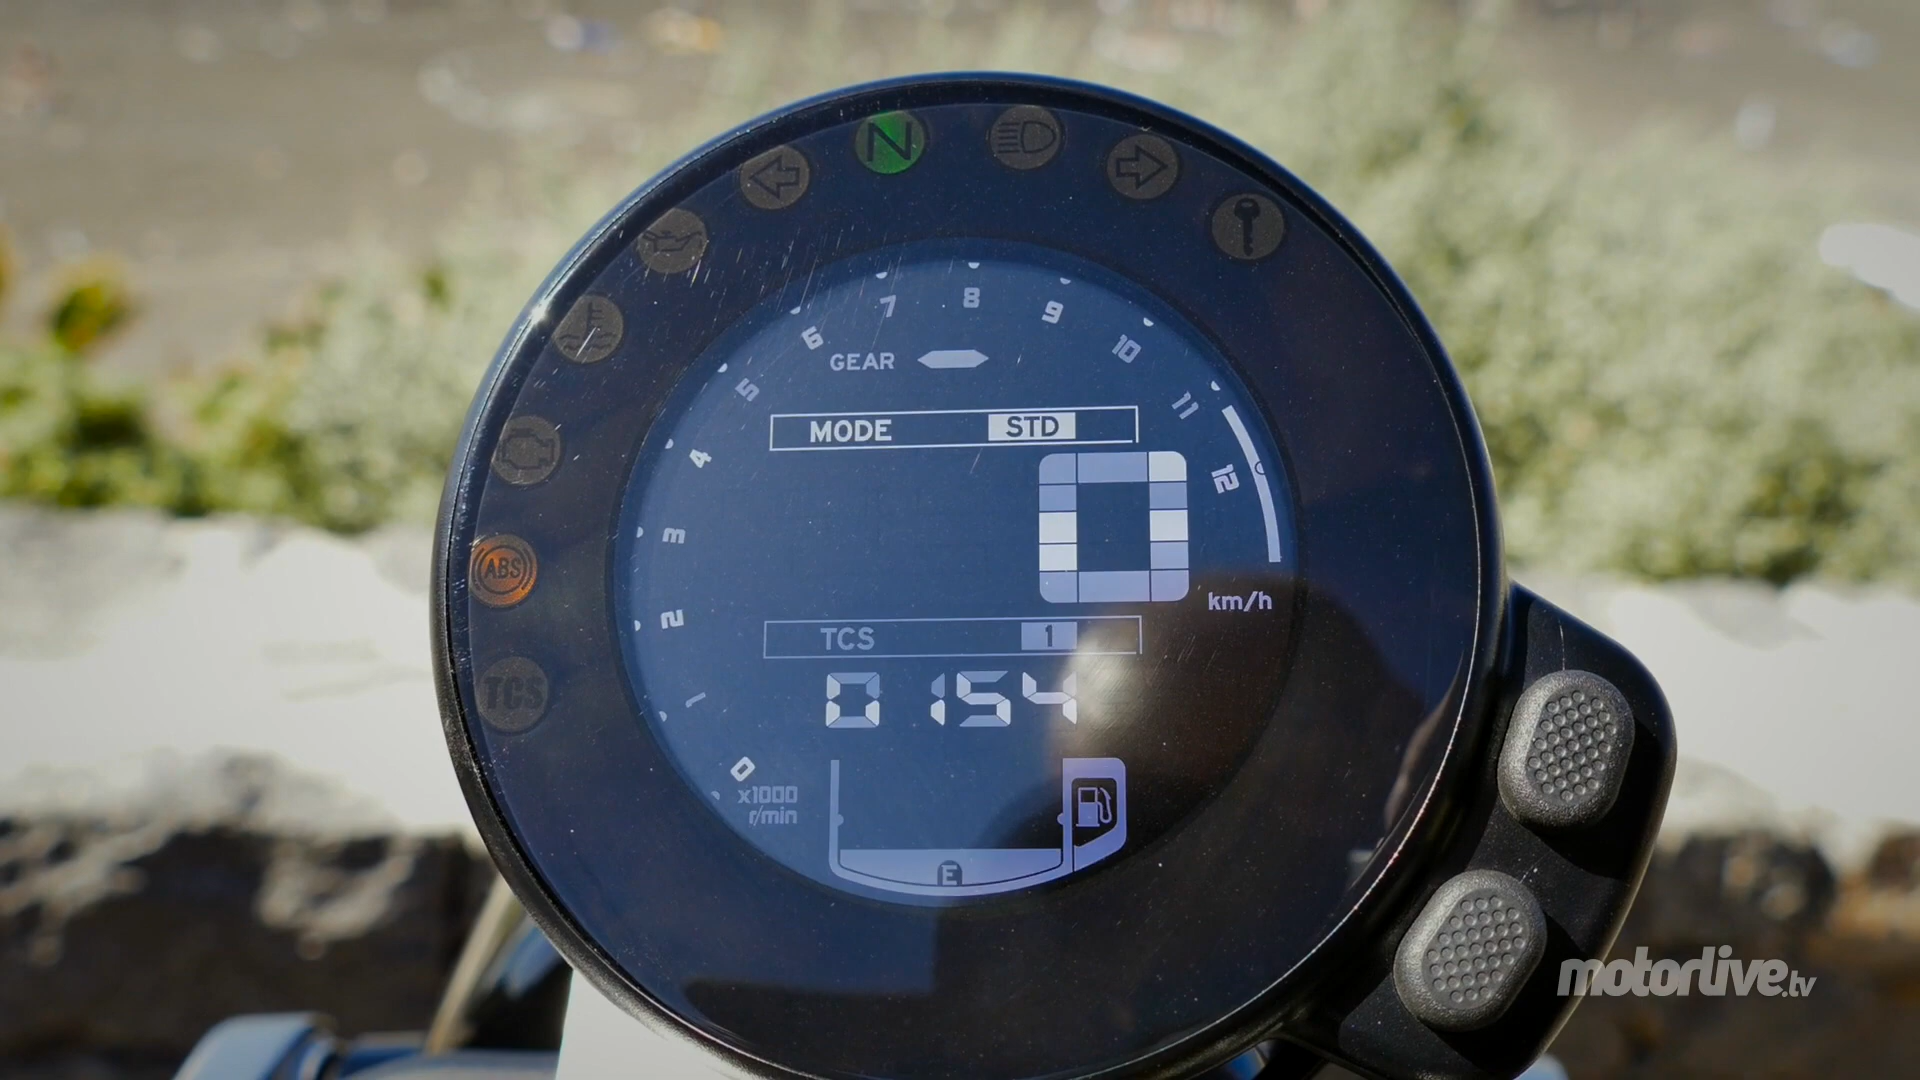 N
7 8 9
6 10
GEAR
5 11
MODE STD
4 12
0
3
ABS
km/h
2
TCS 1
TCS
1
0 154
0
x1000
r/min
E
motorlive.tv